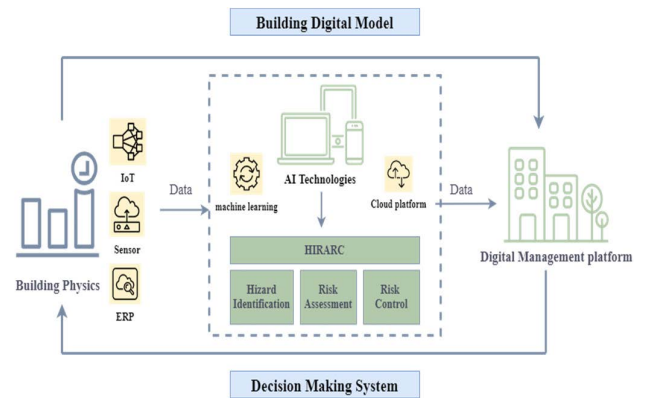 Building Digital Model
IoT
Sensor
ERP
Building Physics
Data
machine learning
AI Technologies
Cloud platform
HIRARC
Hizard
Identification
Risk
Assessment
Risk
Control
Data
Digital Management platform
Decision Making System